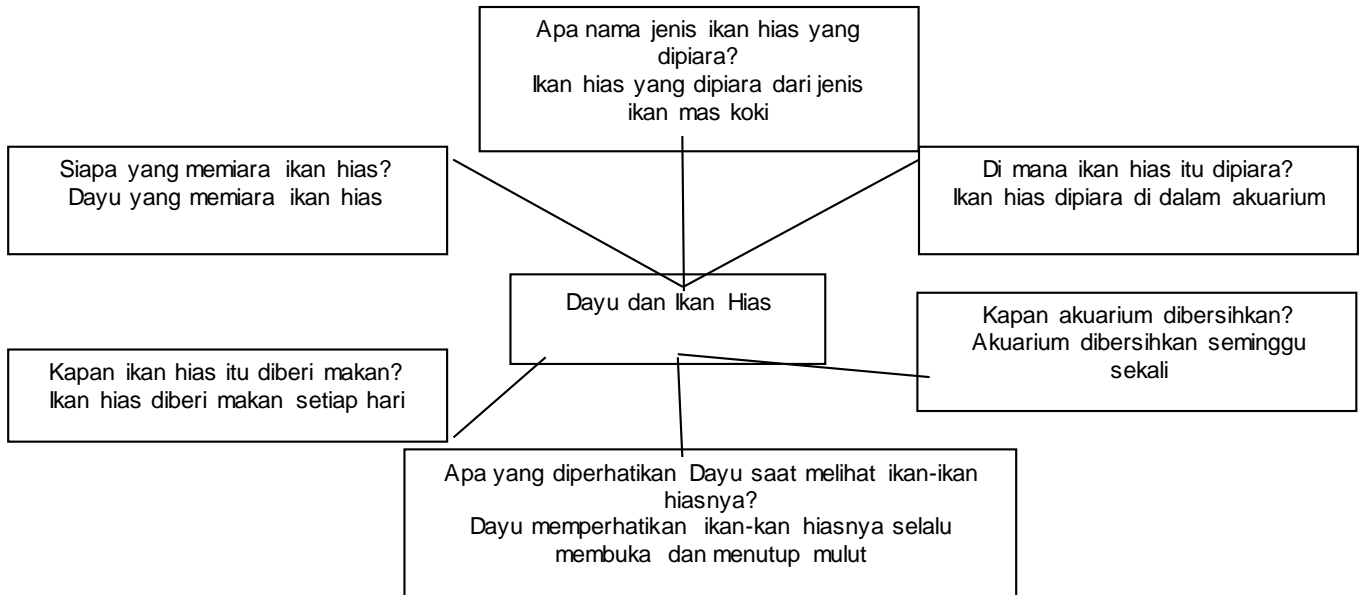 Apa nama jenis ikan hias yang
dipiara?
Ikan hias yang dipiara dari jenis
ikan mas koki
Siapa yang memiara ikan hias?
Dayu yang memiara ikan hias
Di mana ikan hias itu dipiara?
Ikan hias dipiara di dalam akuarium
Dayu dan Ikan Hias
Kapan akuarium dibersihkan?
Akuarium dibersihkan seminggu
sekali
Kapan ikan hias itu diberi makan?
Ikan hias diberi makan setiap hari
Apa yang diperhatikan Dayu saat melihat ikan-ikan
hiasnya?
Dayu memperhatikan ikan-kan hiasnya selalu
membuka dan menutup mulut